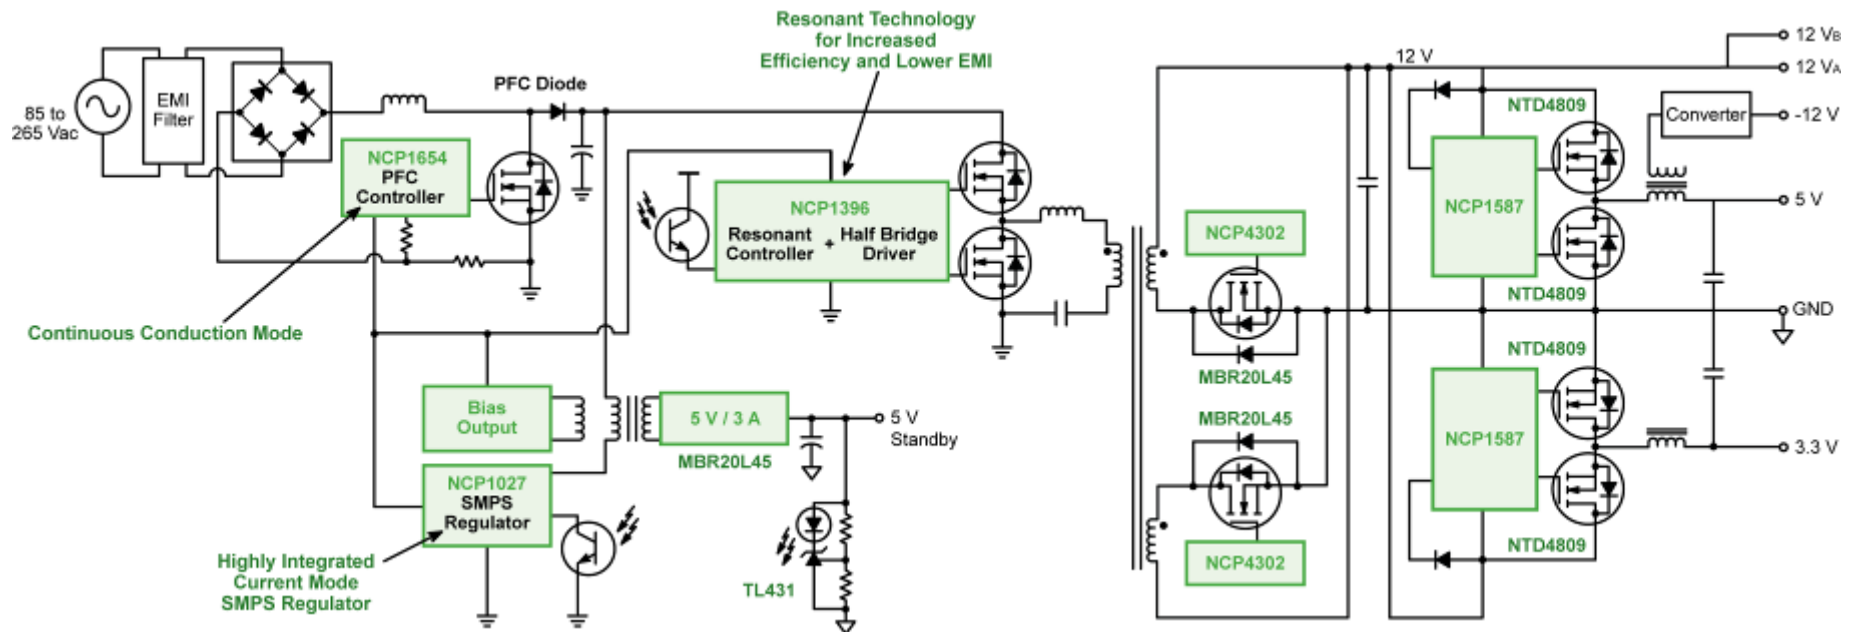 Resonant Technology
for Increased
Efficiency and Lower EMI
85 to
265 Vac
EMI
Filter
PFC Diode
NCP1654
PFC
Controller
Continuous Conduction Mode
NCP1396
Resonant
Controller
+
Half Bridge
Driver
Bias
Output
5 V / 3 A
MBR20L45
5 V
Standby
NCP1027
SMPS
Regulator
Highly Integrated
Current Mode
SMPS Regulator
TL431
NCP4302
MBR20L45
MBR20L45
NCP4302
12 V
12 VB
12 VA
NTD4809
Converter
-12 V
NCP1587
5 V
NTD4809
GND
NTD4809
NCP1587
3.3 V
NTD4809